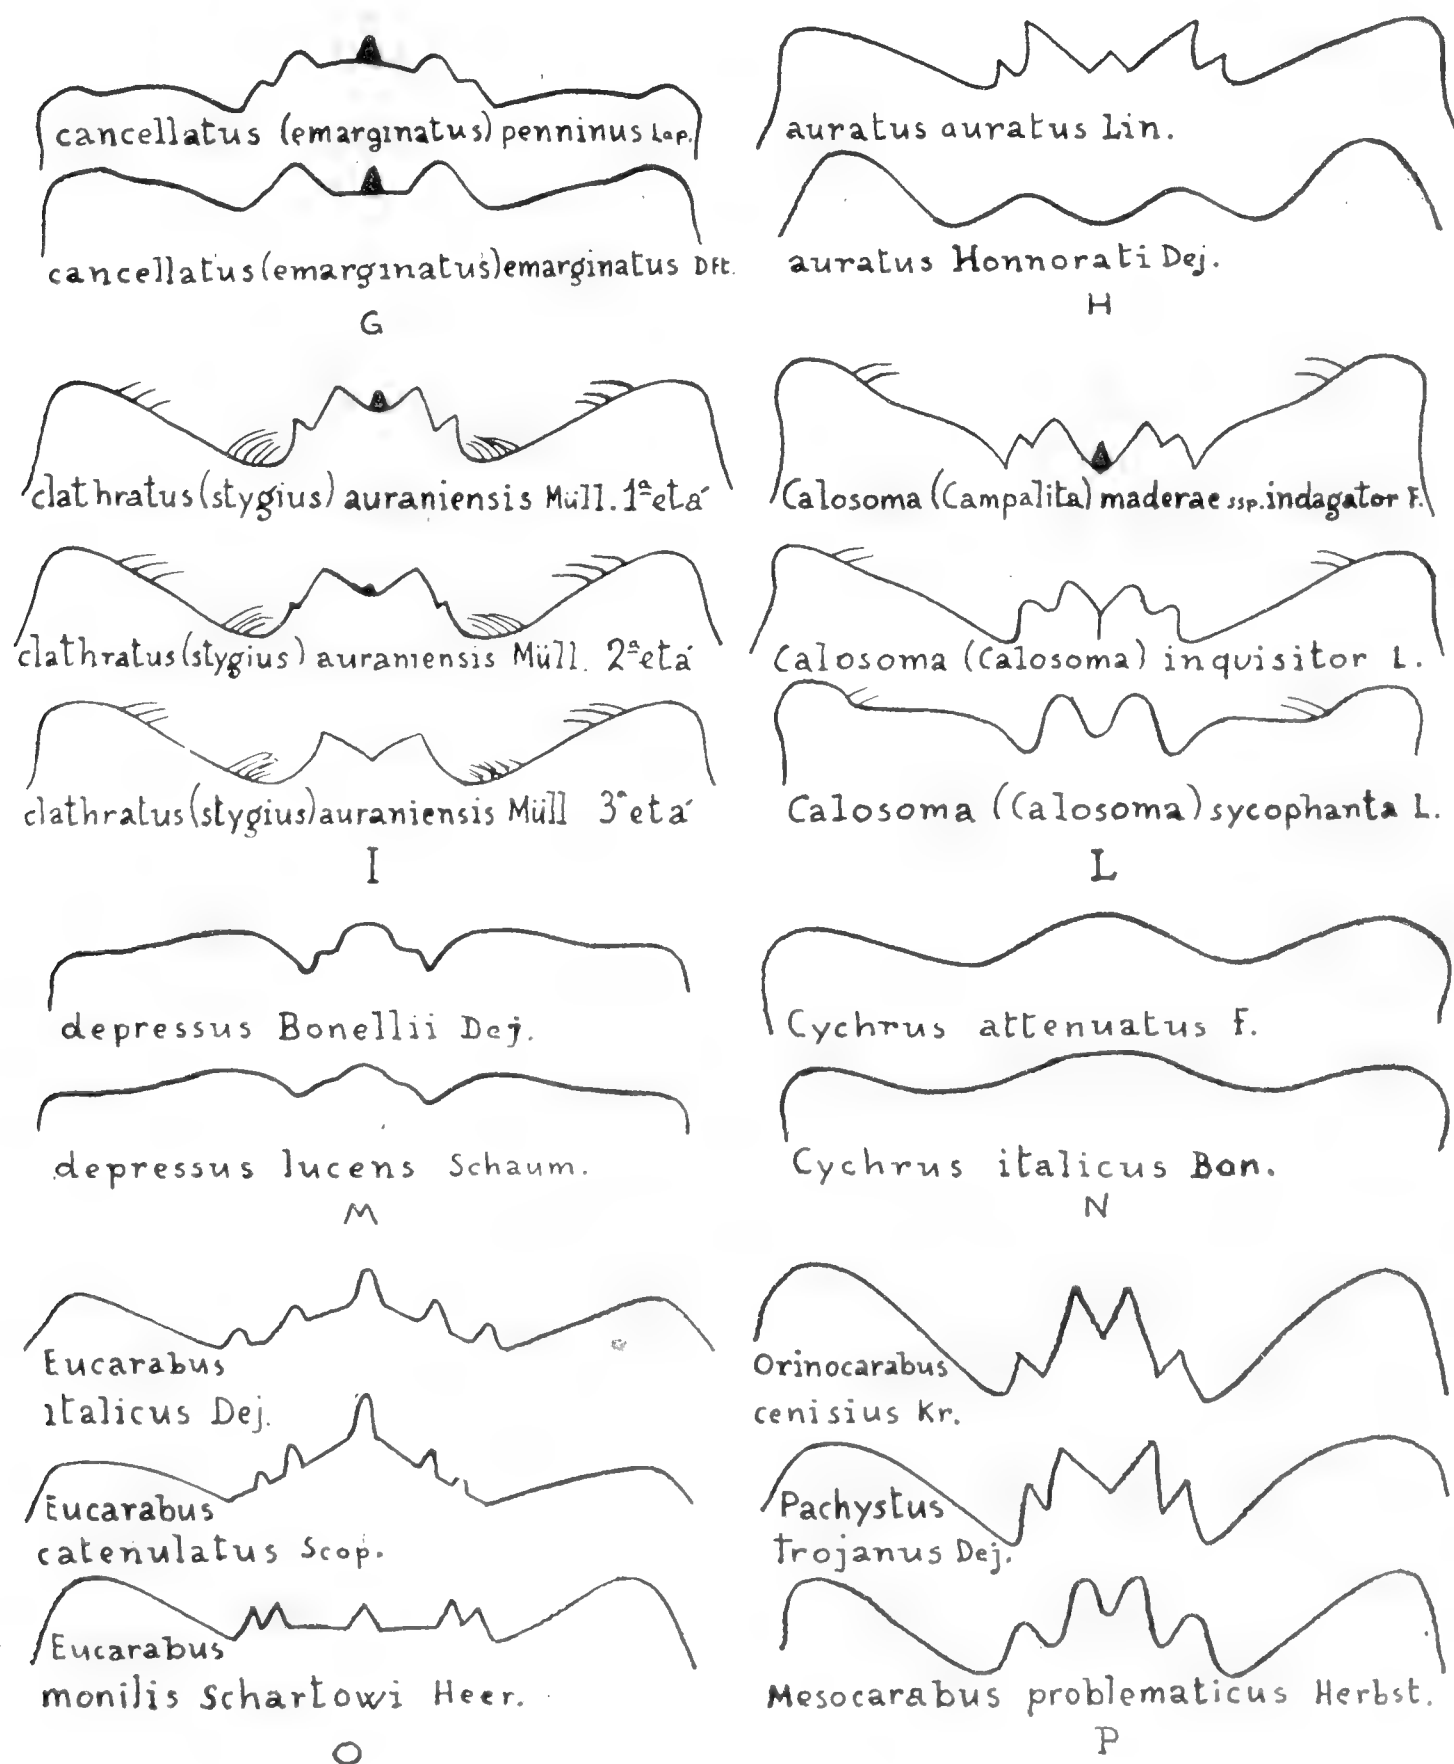 cancellatus (emarginatus) penninus Lap.
cancellatus (emarginatus) emarginatus Dft.
G
auratus auratus Lin.
auratus Honnorati Dej.
H
clathratus (stygius) auraniensis Müll. 1ª etá
clathratus (stygius) auraniensis Müll. 2ª etá
clathratus (stygius) auraniensis Müll 3ª etá
I
Calosoma (Campalita) maderae ssp. indagator F.
Calosoma (Calosoma) inquisitor L.
Calosoma (Calosoma) sycophanta L.
L
depressus Bonellii Dej.
depressus lucens Schaum.
M
Cychrus attenuatus F.
Cychrus italicus Bon.
N
Eucarabus
italicus Dej.
Eucarabus
catenulatus Scop.
Eucarabus
monilis Schartowi Heer.
O
Orinocarabus
cenisius Kr.
Pachystus
trojanus Dej.
Mesocarabus problematicus Herbst.
P